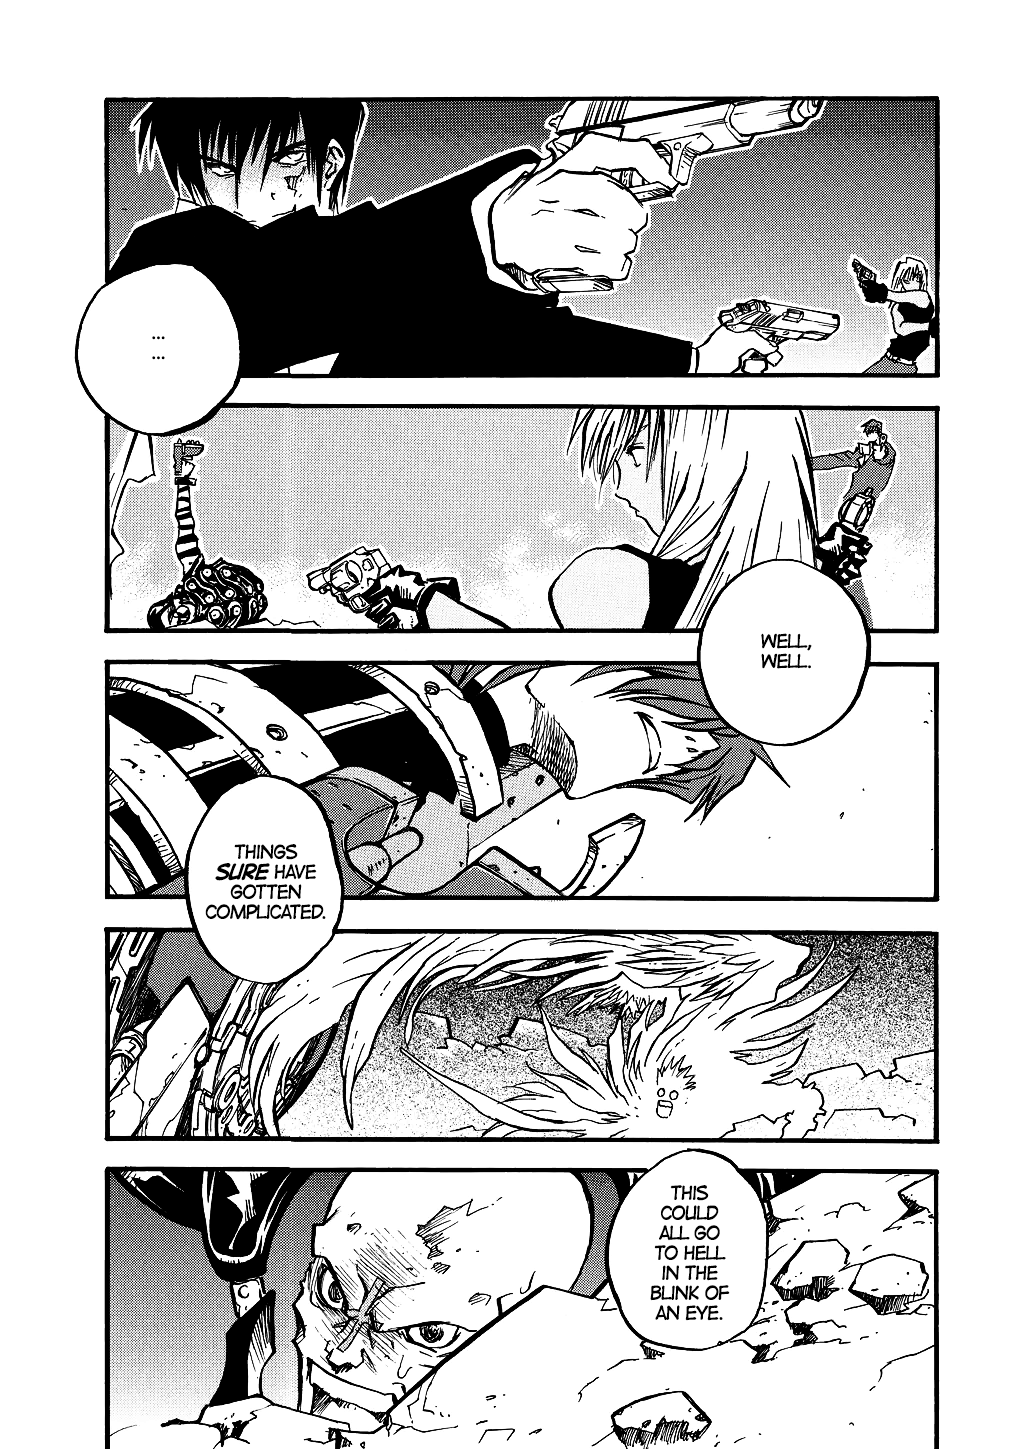 ...
...
WELL,
WELL.
THINGS
SURE HAVE
GOTTEN
COMPLICATED.
THIS
COULD
ALL GO
TO HELL
IN THE
BLINK OF
AN EYE.